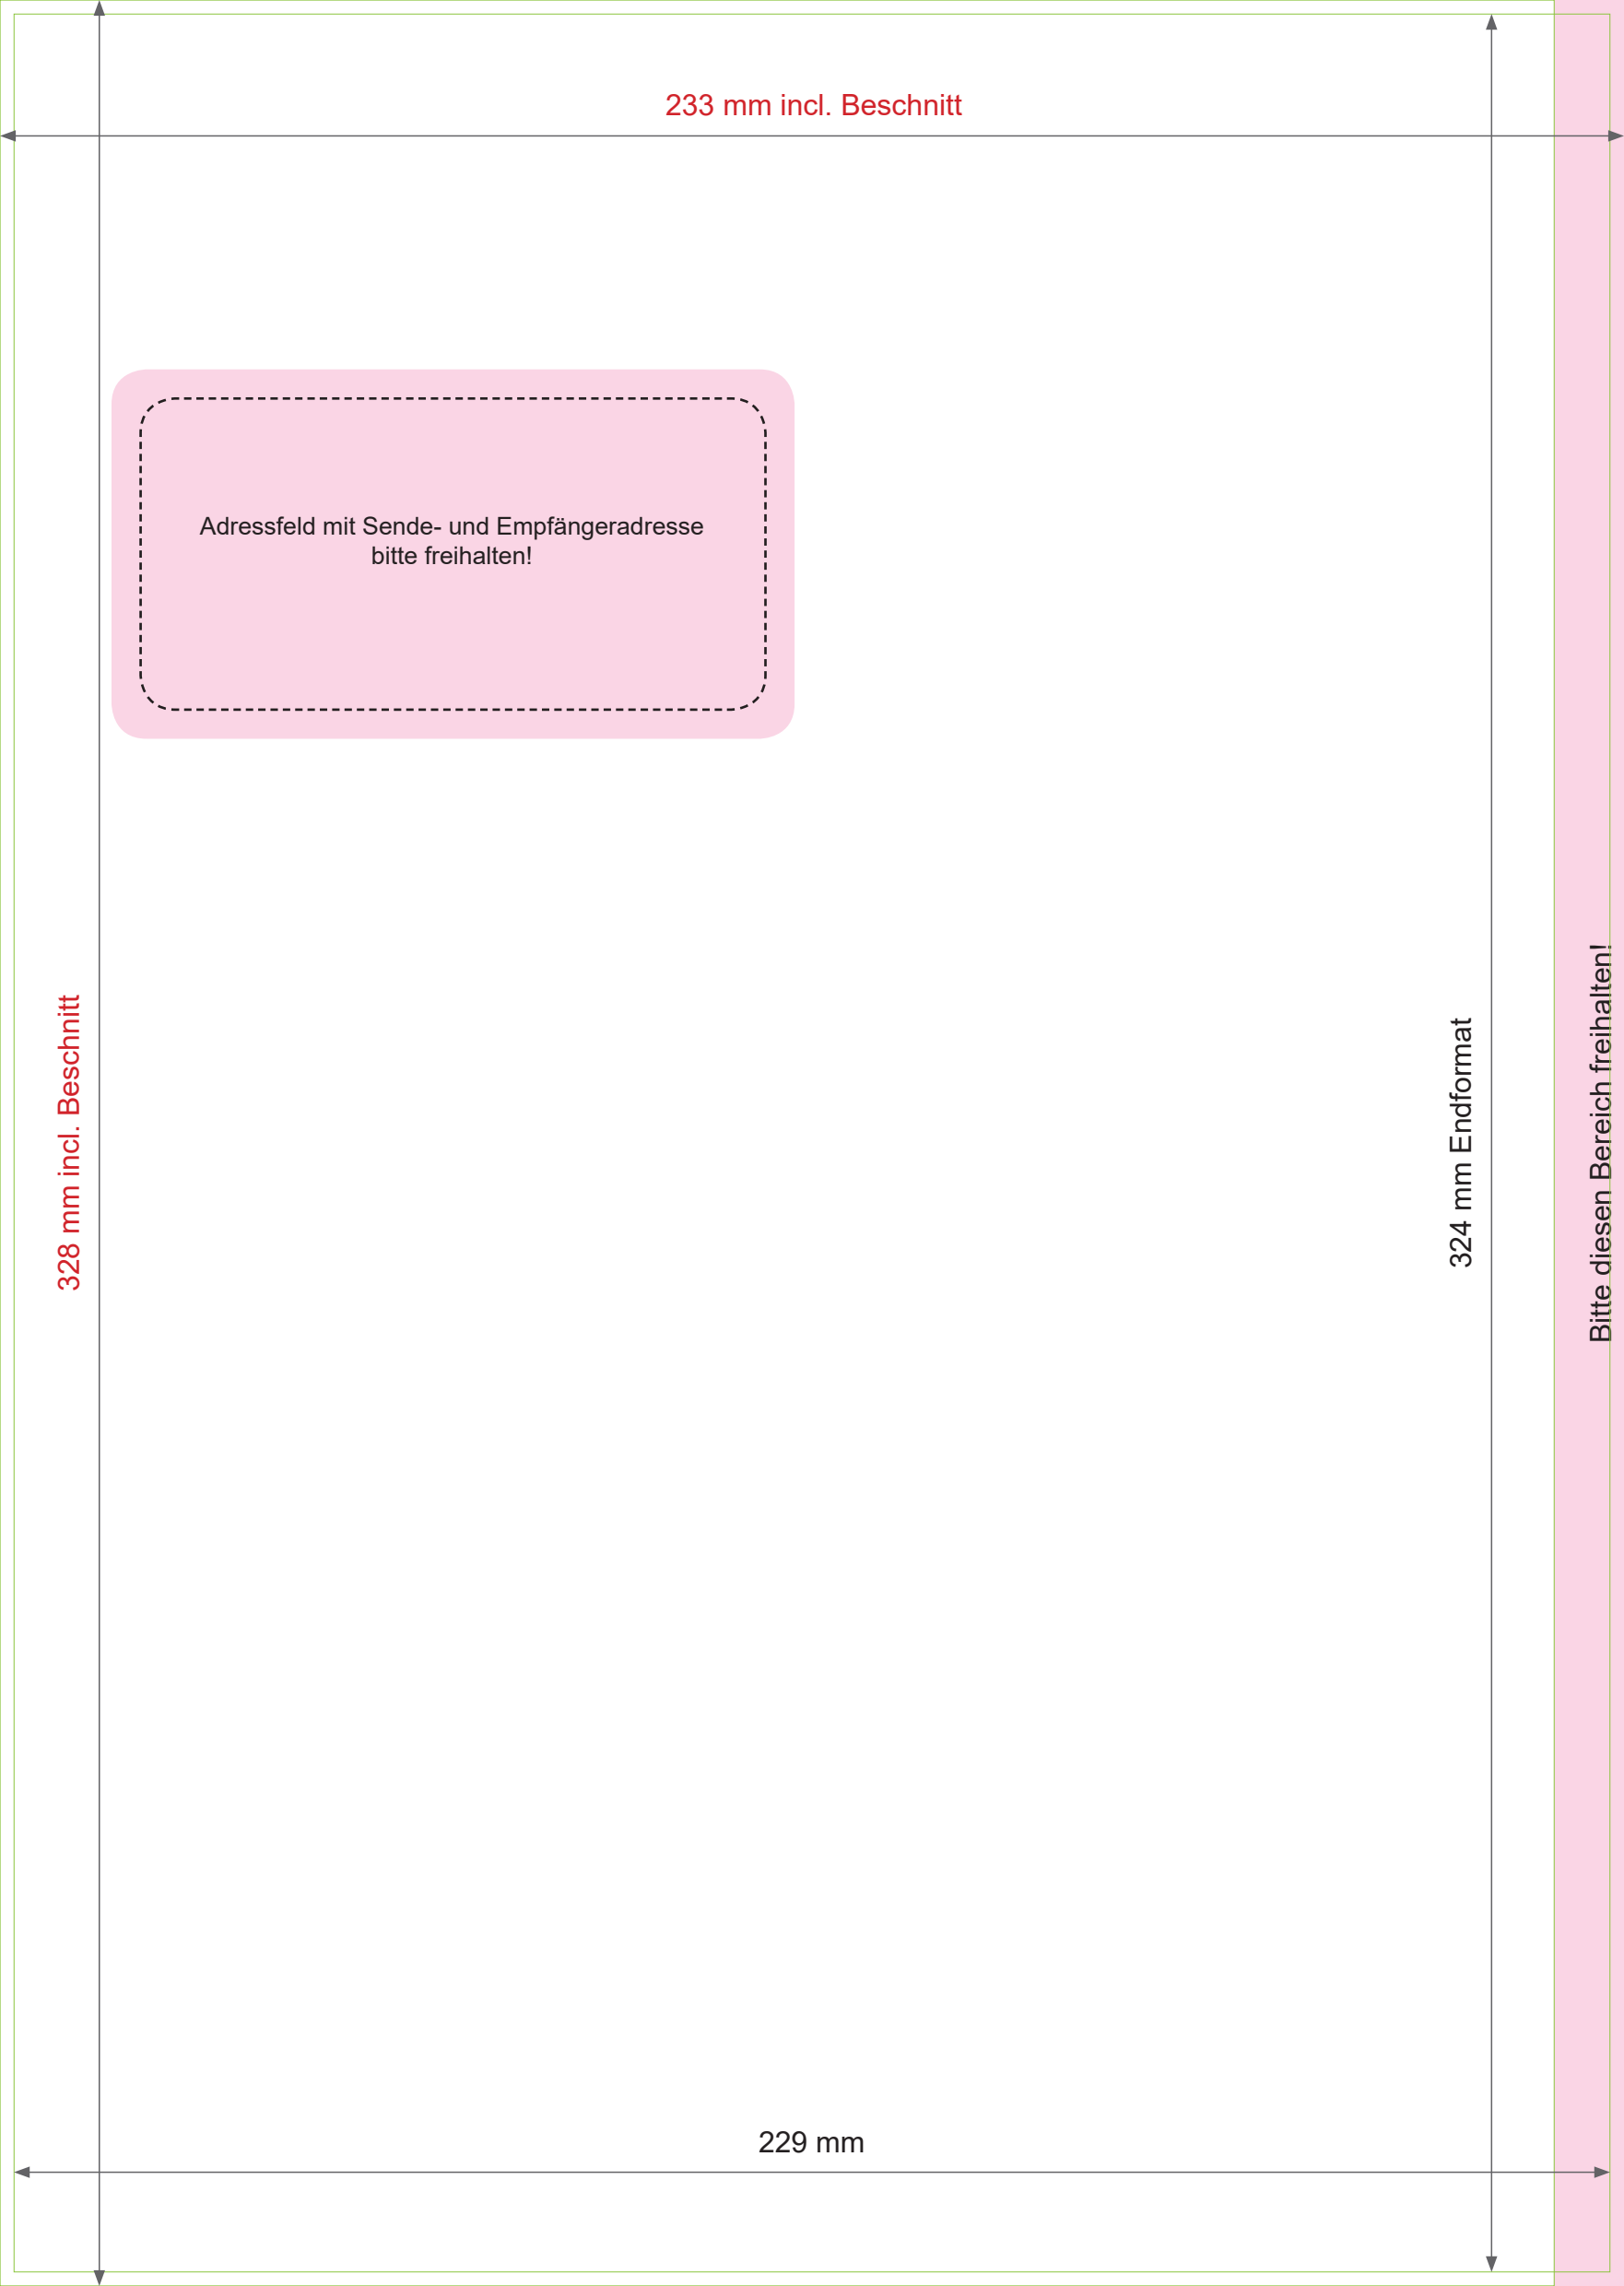 233 mm incl. Beschnitt
Adressfeld mit Sende- und Empfängeradresse
bitte freihalten!
328 mm incl. Beschnitt
324 mm Endformat
Bitte diesen Bereich freihalten!
229 mm